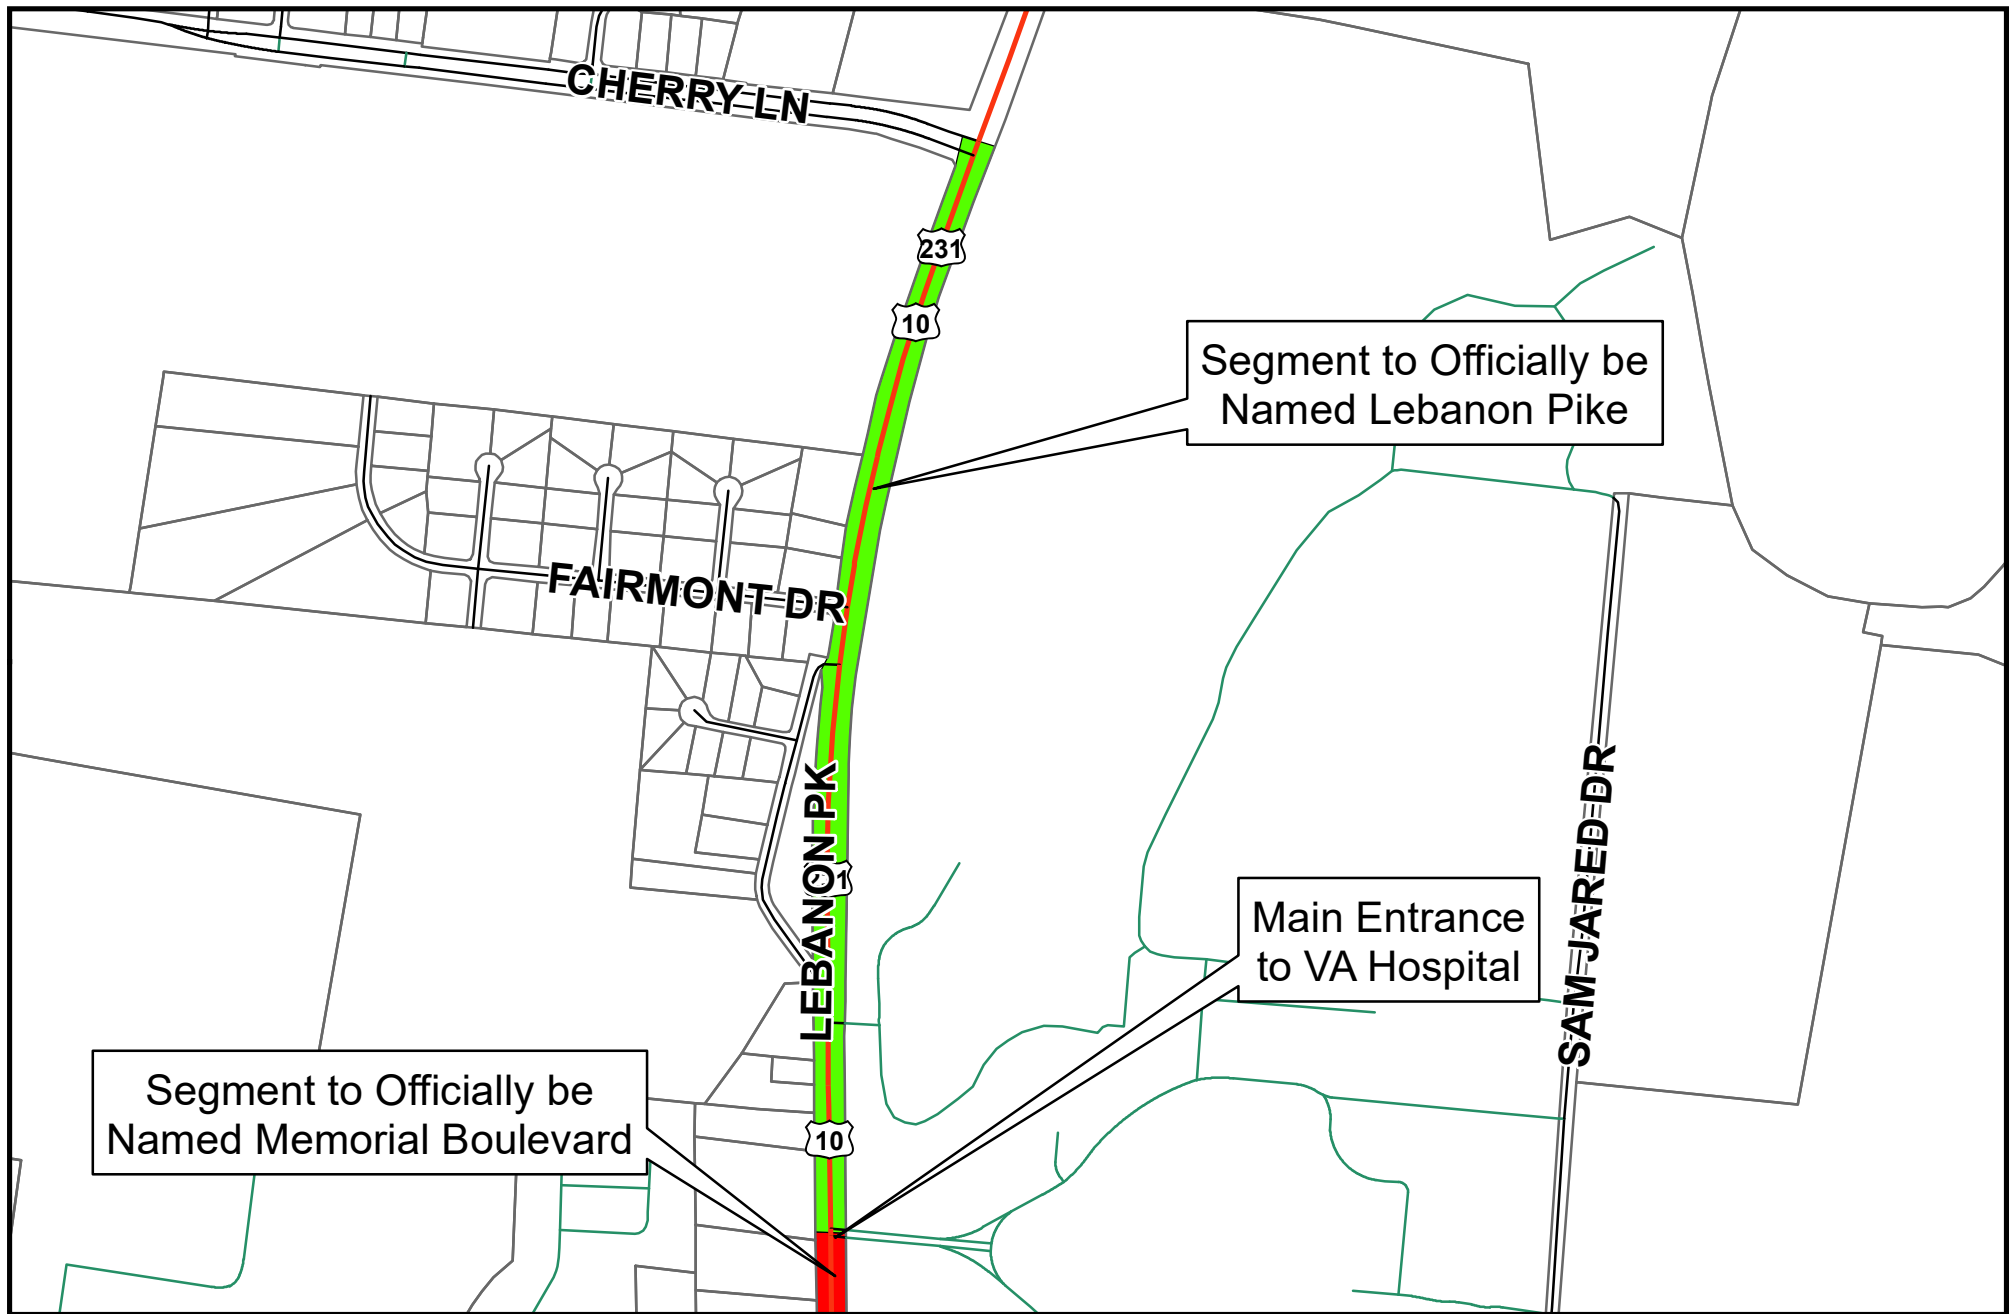 CHERRY LN
231
10
Segment to Officially be
Named Lebanon Pike
FAIRMONT DR
LEBANON PK
SAM JARED DR
Main Entrance
to VA Hospital
Segment to Officially be
Named Memorial Boulevard
10